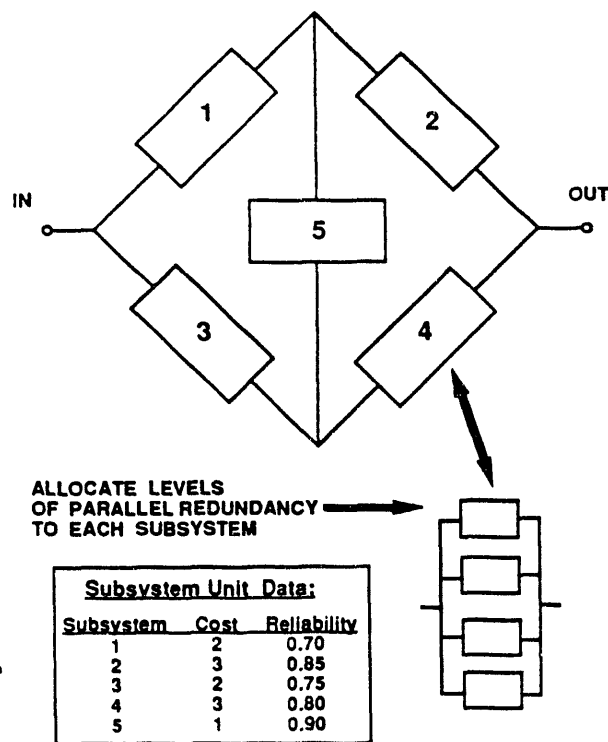 1
2
IN
OUT
5
3
4
ALLOCATE LEVELS
OF PARALLEL REDUNDANCY
TO EACH SUBSYSTEM
Subsystem Unit Data:
Subsystem Cost Reliability
1 2 0.70
2 3 0.85
3 2 0.75
4 3 0.80
5 1 0.90